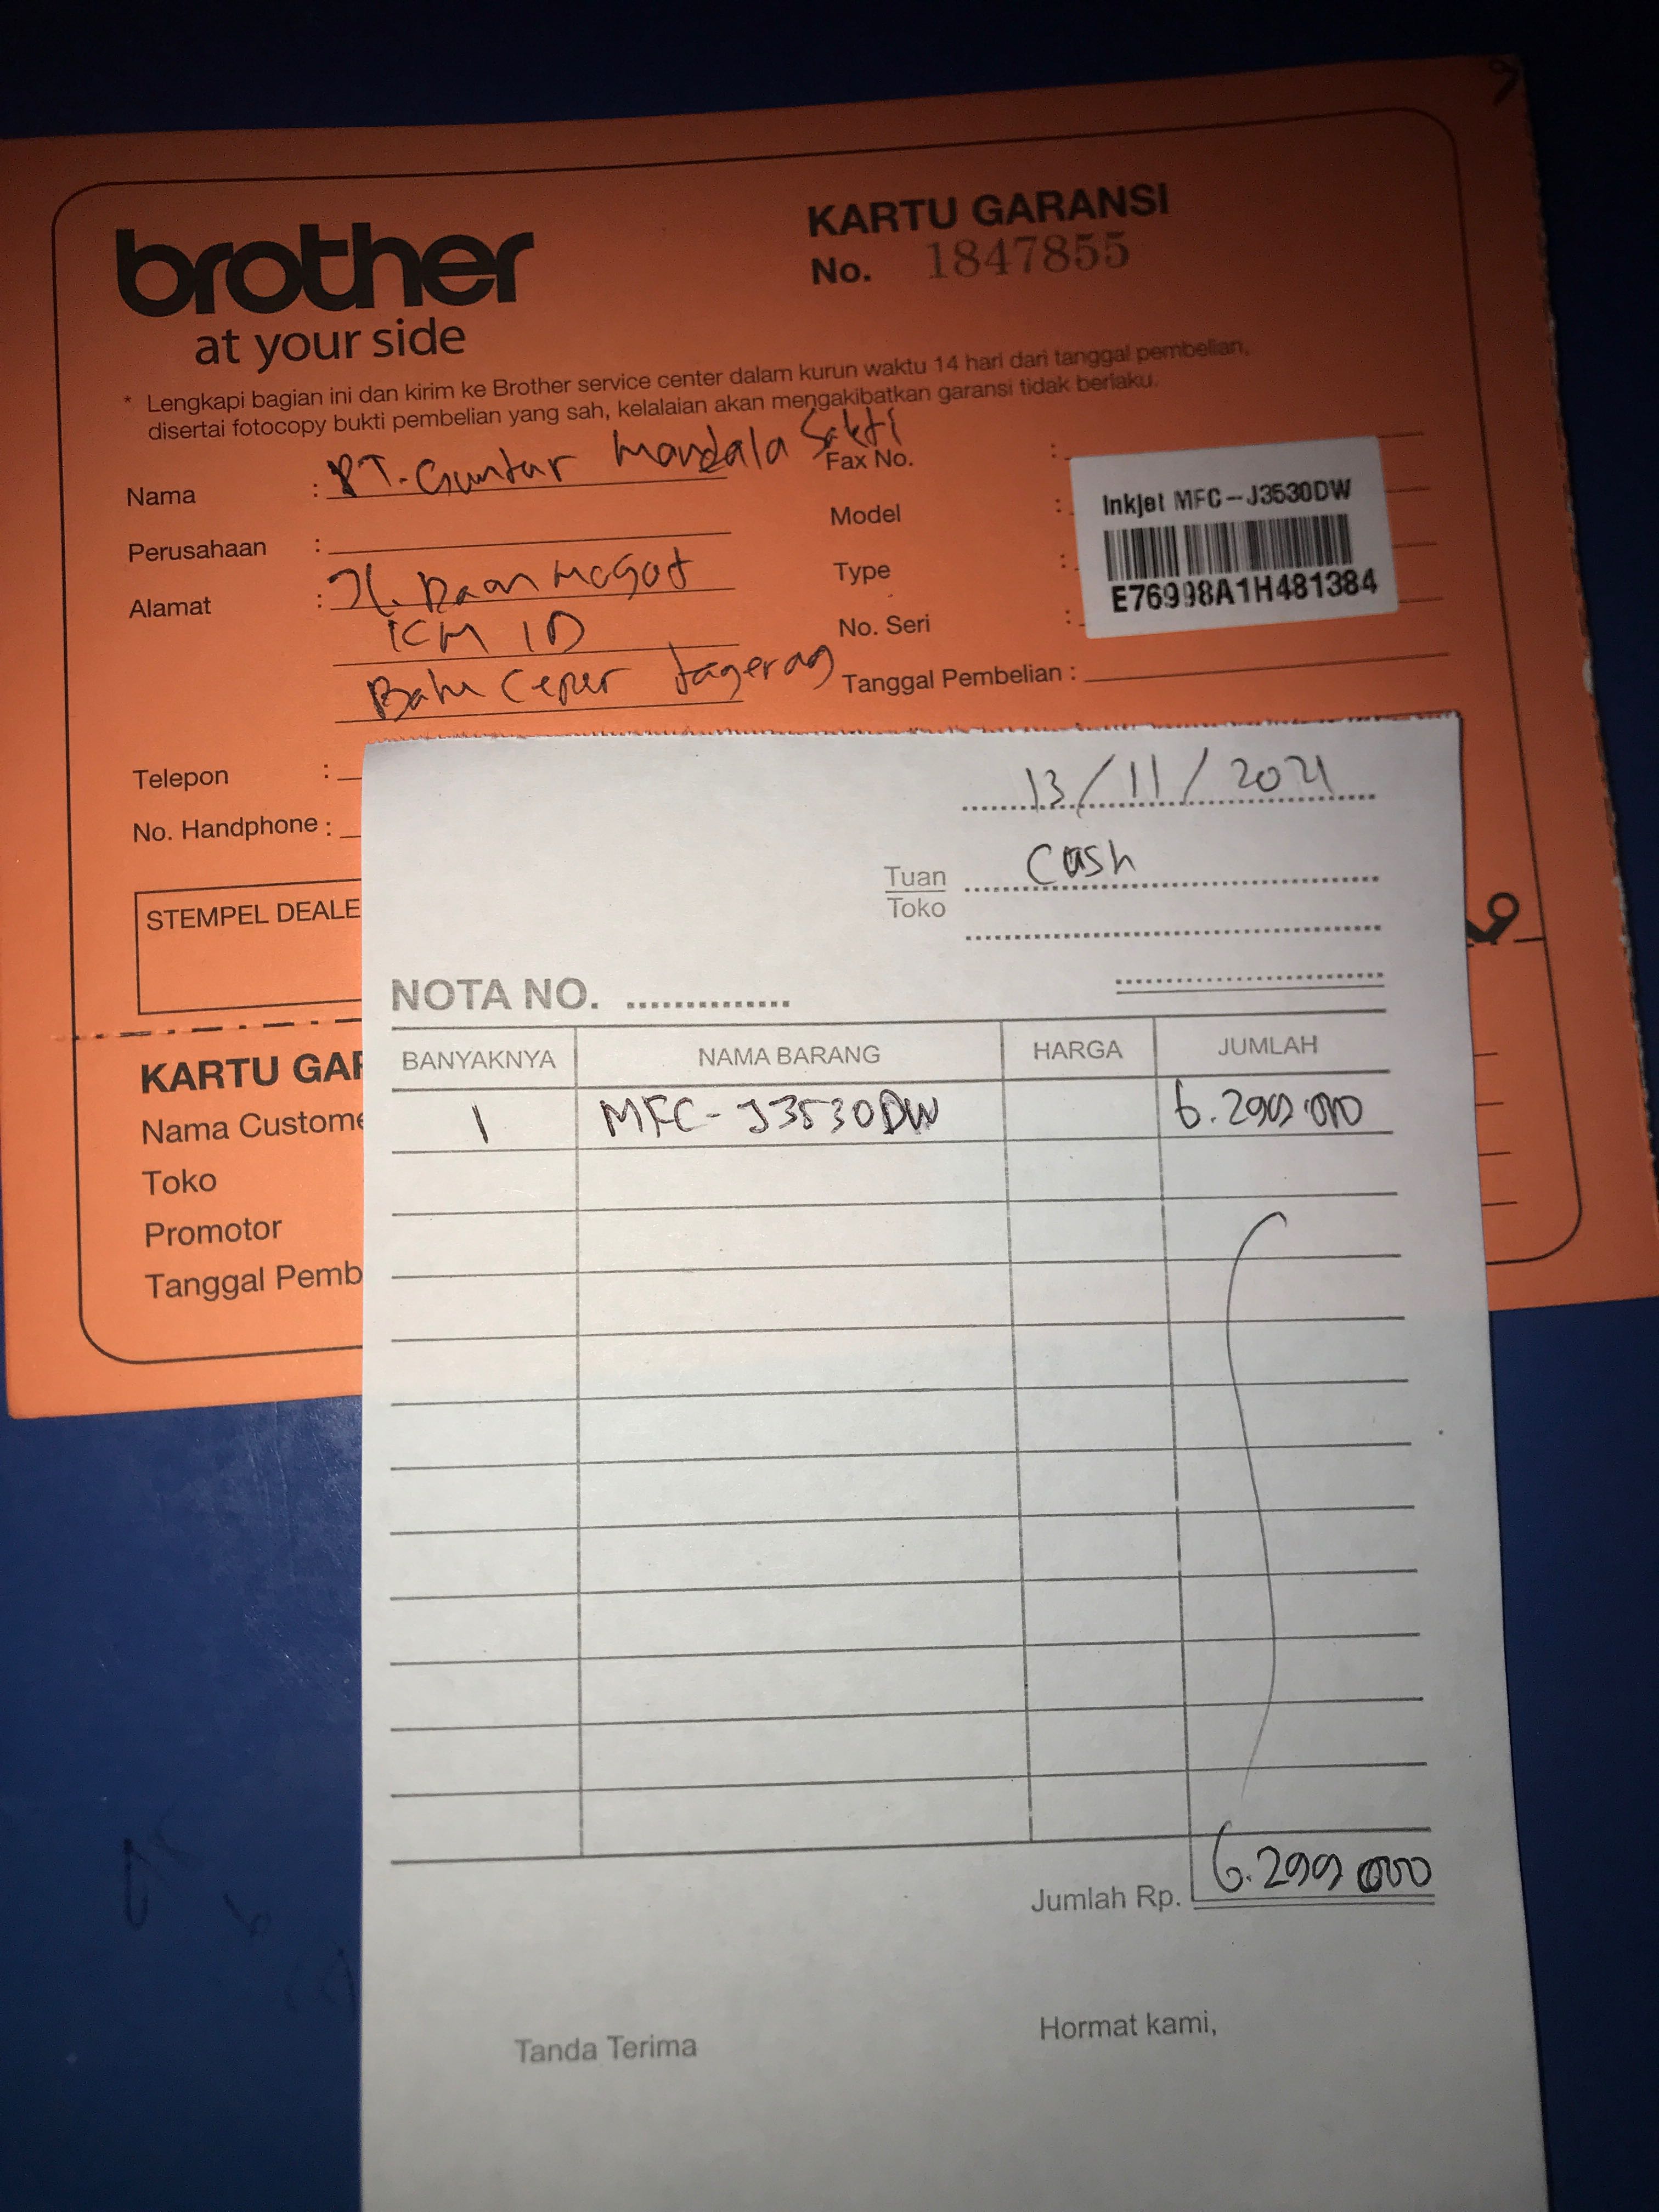 brother
at your side
KARTU GARANSI
No. 1847855
* Lengkapi bagian ini dan kirim ke Brother service center dalam kurun waktu 14 hari dari tanggal pembelian,
disertai fotocopy bukti pembelian yang sah, kelalaian akan mengakibatkan garansi tidak berlaku.
Nama : PT. Guntur Mandala Sakti
Perusahaan :
Alamat : Jl. Daan Mogot
KM 1D
Batu Ceper Tagerag
Telepon :
No. Handphone :
Fax No. :
Model :
Type :
No. Seri :
Tanggal Pembelian :
Inkjet MFC-J3530DW
E76998A1H481384
STEMPEL DEALE
KARTU GAR
Nama Custome
Toko
Promotor
Tanggal Pemb
13/11/2021
Tuan Cash
Toko
NOTA NO.
BANYAKNYA NAMA BARANG HARGA JUMLAH
1 MFC-J3530DW 6.299.000
Jumlah Rp. 6.299 000
Tanda Terima Hormat kami,